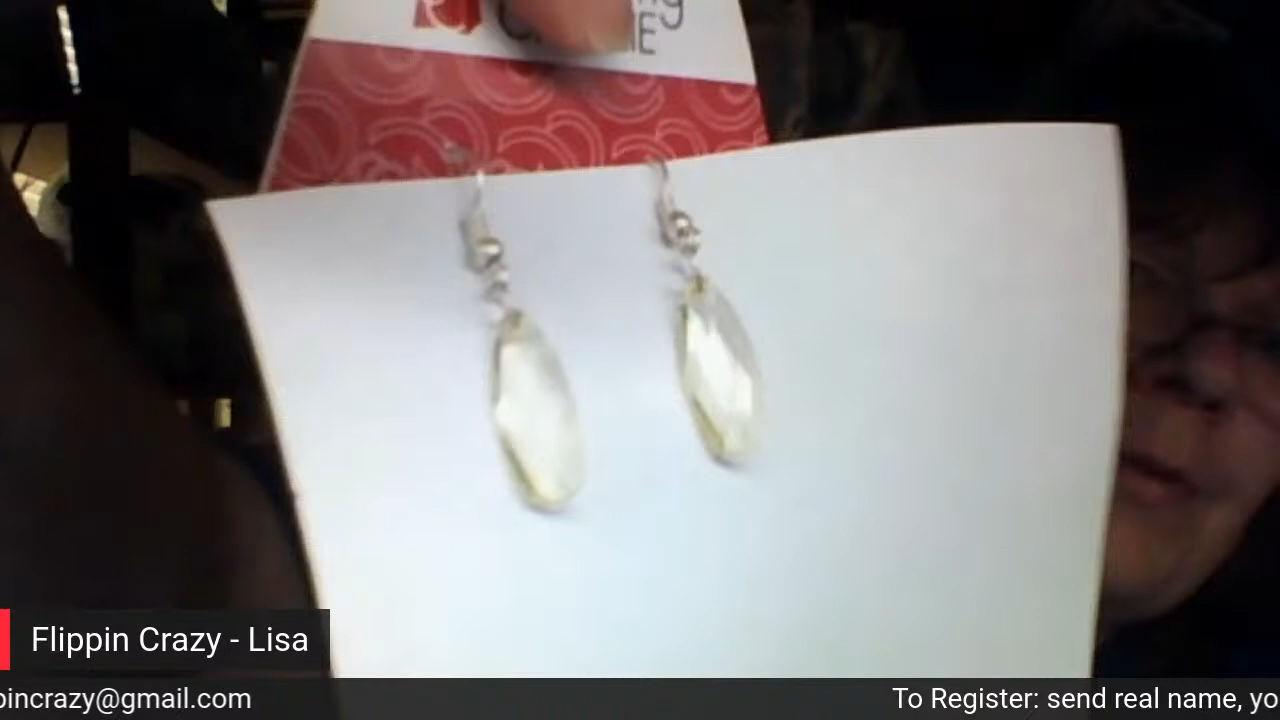 Flippin Crazy - Lisa
pincrazy@gmail.com
To Register: send real name, yo